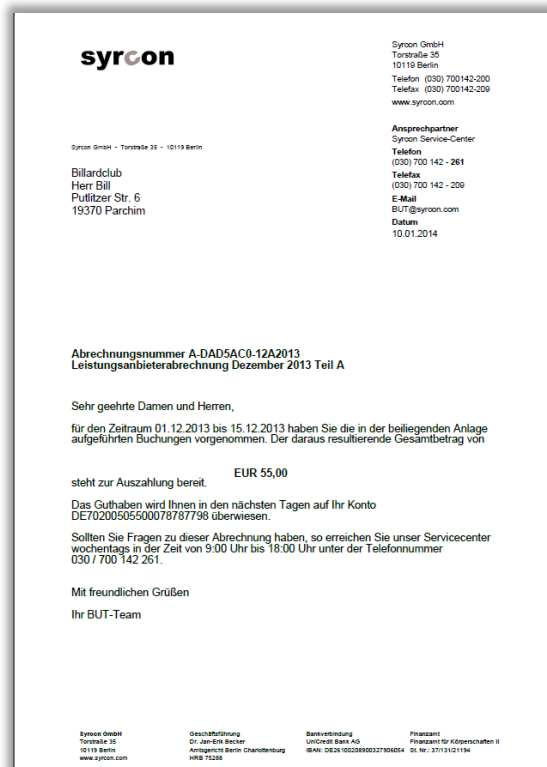 syrcon
Syrcon GmbH
Torstraße 35
10119 Berlin
Telefon (030) 700142-200
Telefax (030) 700142-209
www.syrcon.com
Ansprechpartner
Syrcon Service-Center
Telefon
(030) 700 142 - 261
Telefax
(030) 700 142 - 209
E-Mail
BUT@syrcon.com
Datum
10.01.2014
Syrcon GmbH - Torstraße 35 - 10119 Berlin
Billardclub
Herr Bill
Putlitzer Str. 6
19370 Parchim
Abrechnungsnummer A-DAD5AC0-12A2013
Leistungsanbieterabrechnung Dezember 2013 Teil A
Sehr geehrte Damen und Herren,
für den Zeitraum 01.12.2013 bis 15.12.2013 haben Sie die in der beiliegenden Anlage
aufgeführten Buchungen vorgenommen. Der daraus resultierende Gesamtbetrag von
EUR 55,00
steht zur Auszahlung bereit.
Das Guthaben wird Ihnen in den nächsten Tagen auf Ihr Konto
DE70200505500078787798 überwiesen.
Sollten Sie Fragen zu dieser Abrechnung haben, so erreichen Sie unser Servicecenter
wochentags in der Zeit von 9:00 Uhr bis 18:00 Uhr unter der Telefonnummer
030 / 700 142 261.
Mit freundlichen Grüßen
Ihr BUT-Team
Syrcon GmbH
Torstraße 35
10119 Berlin
www.syrcon.com
Geschäftsführung
Dr. Jan-Erik Becker
Amtsgericht Berlin Charlottenburg
HRB 75288
Bankverbindung
UniCredit Bank AG
IBAN: DE26100208900327906054
Finanzamt
Finanzamt für Körperschaften II
St. Nr.: 37/131/21194